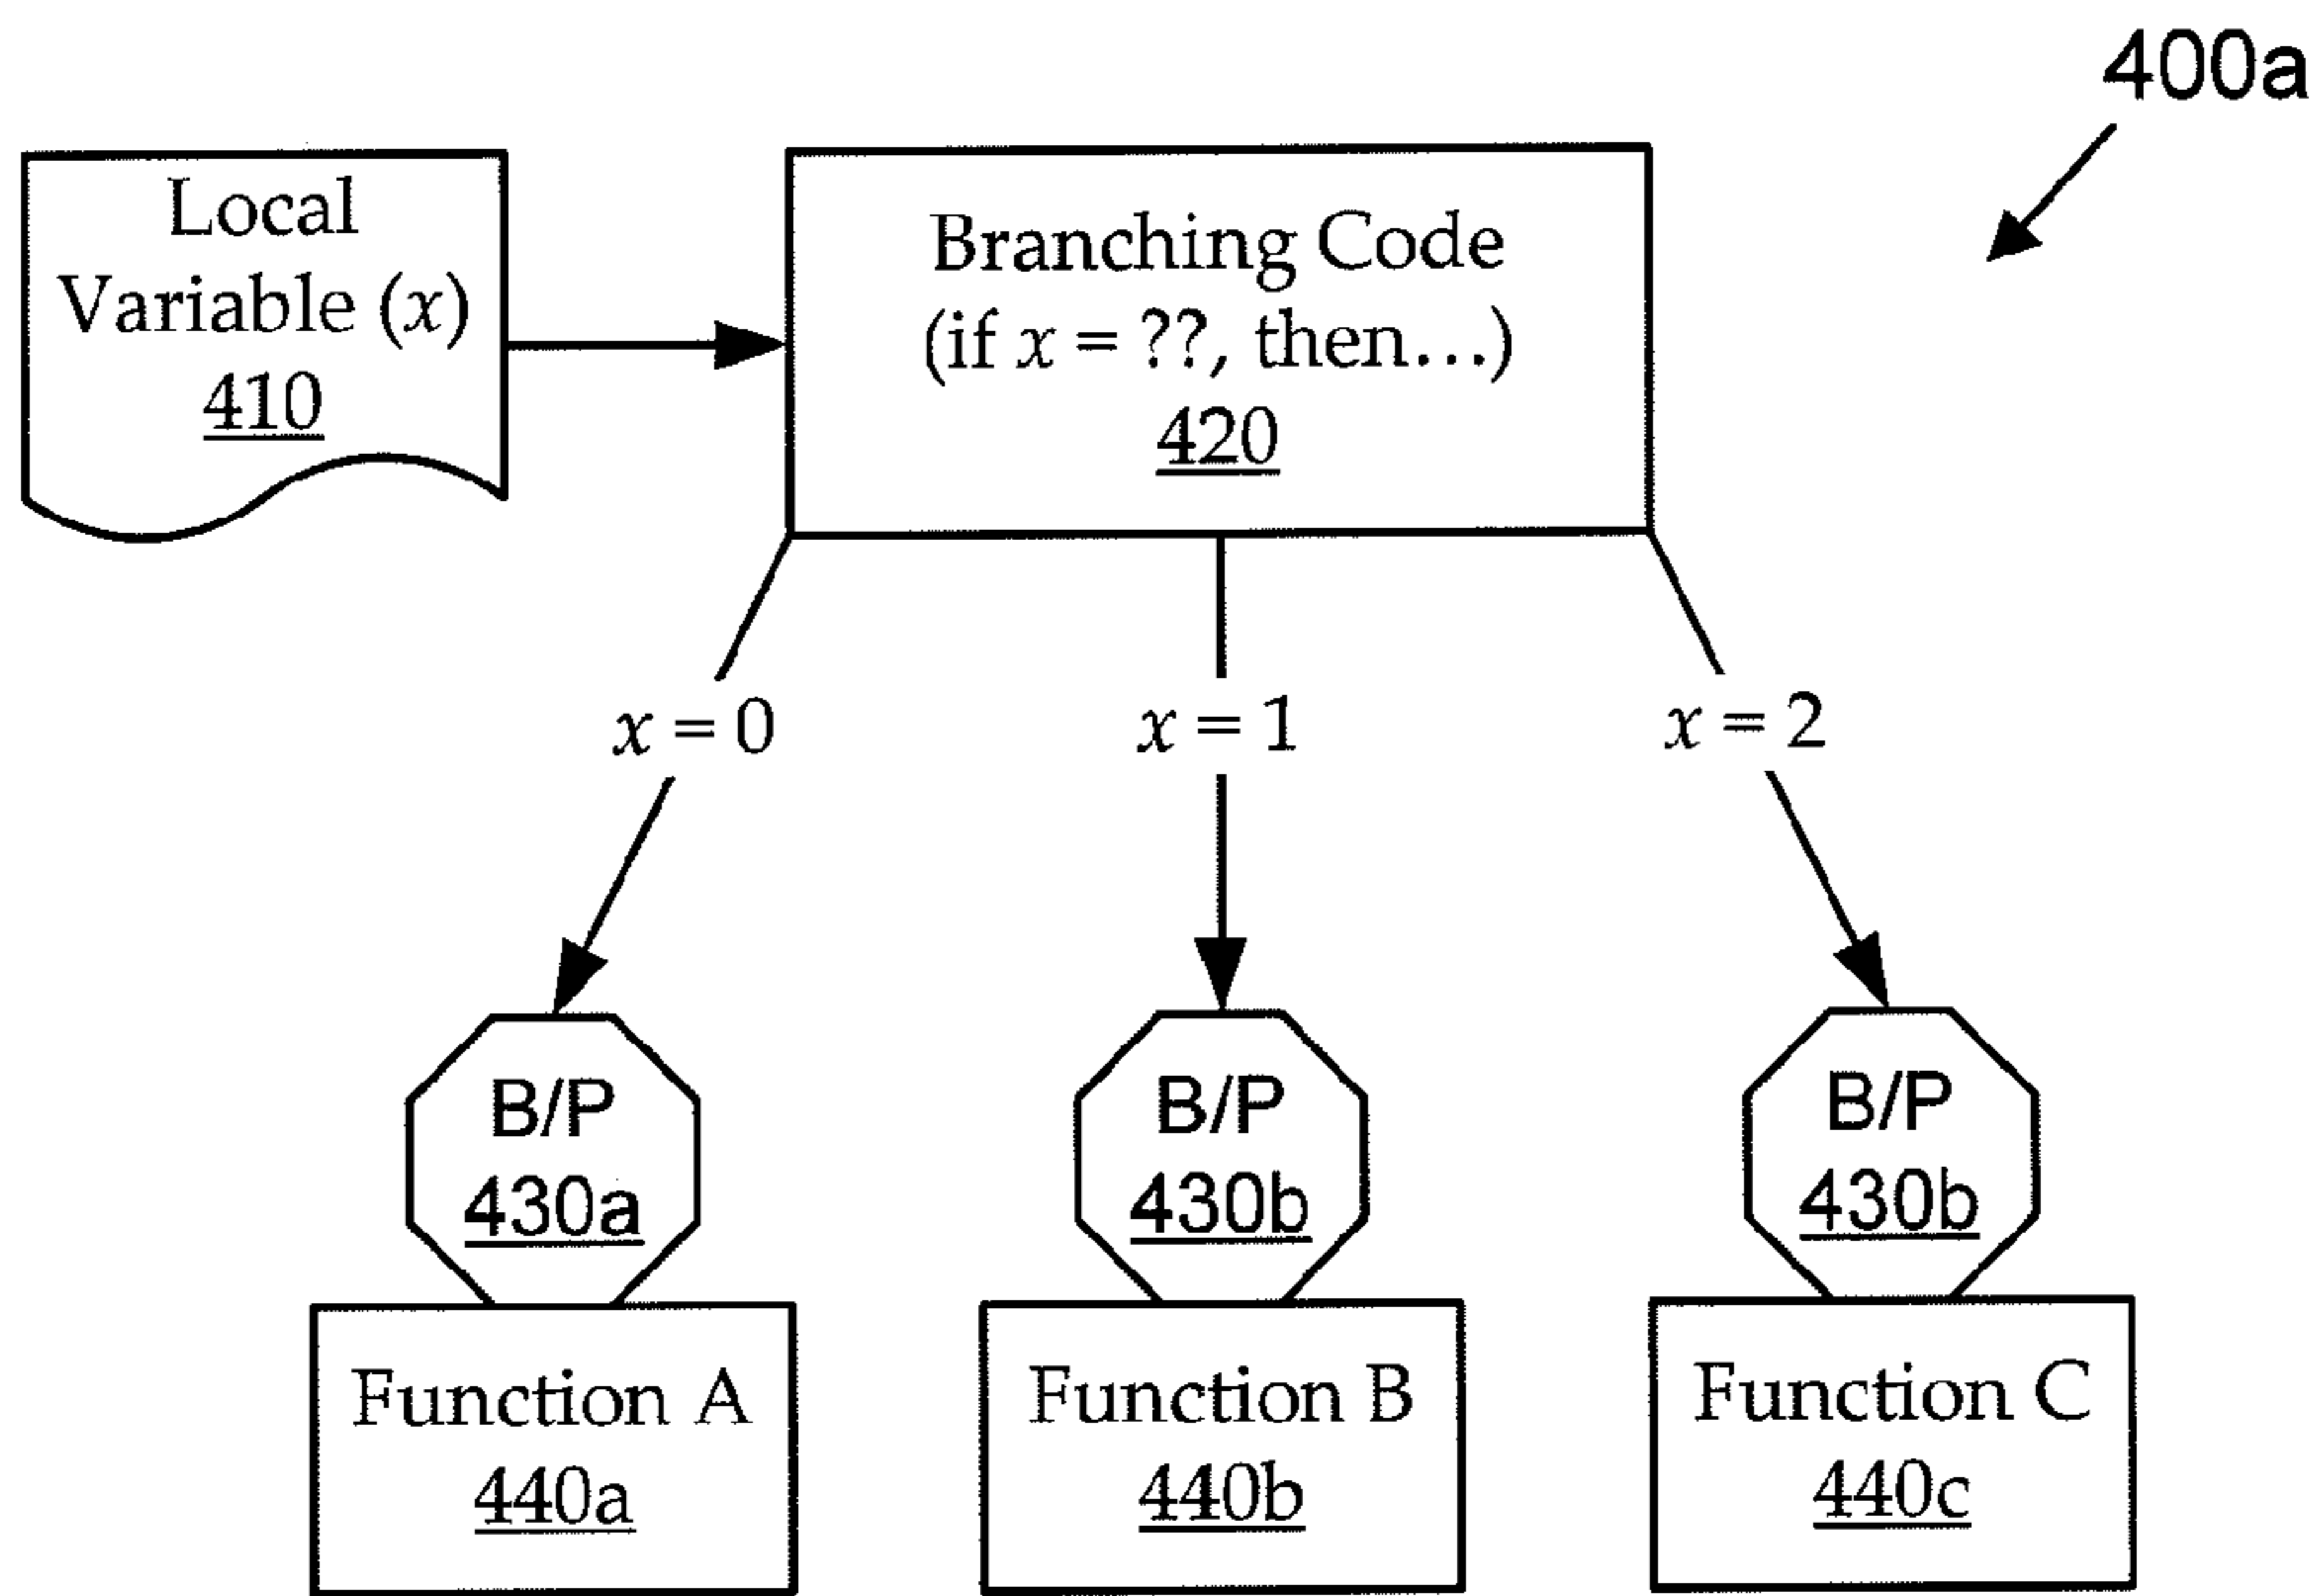 400a
Local
Variable (x)
410
Branching Code
(if x = ??, then...)
420
x = 0
x = 1
x = 2
B/P
430a
B/P
430b
B/P
430b
Function A
440a
Function B
440b
Function C
440c